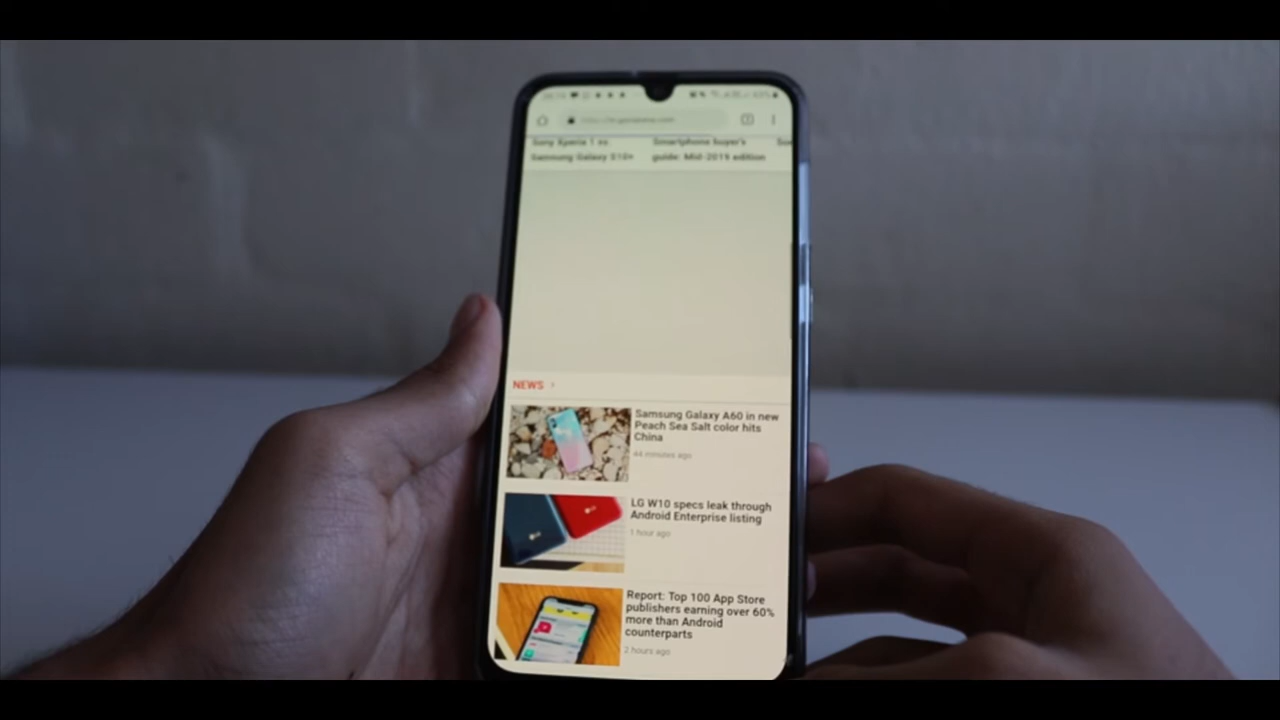 Sony Xperia 1 vs.
Samsung Galaxy S10+
Smartphone buyer's
guide: Mid-2019 edition
NEWS
Samsung Galaxy A60 in new
Peach Sea Salt color hits
China
44 minutes ago
LG W10 specs leak through
Android Enterprise listing
1 hour ago
Report: Top 100 App Store
publishers earning over 60%
more than Android
counterparts
2 hours ago